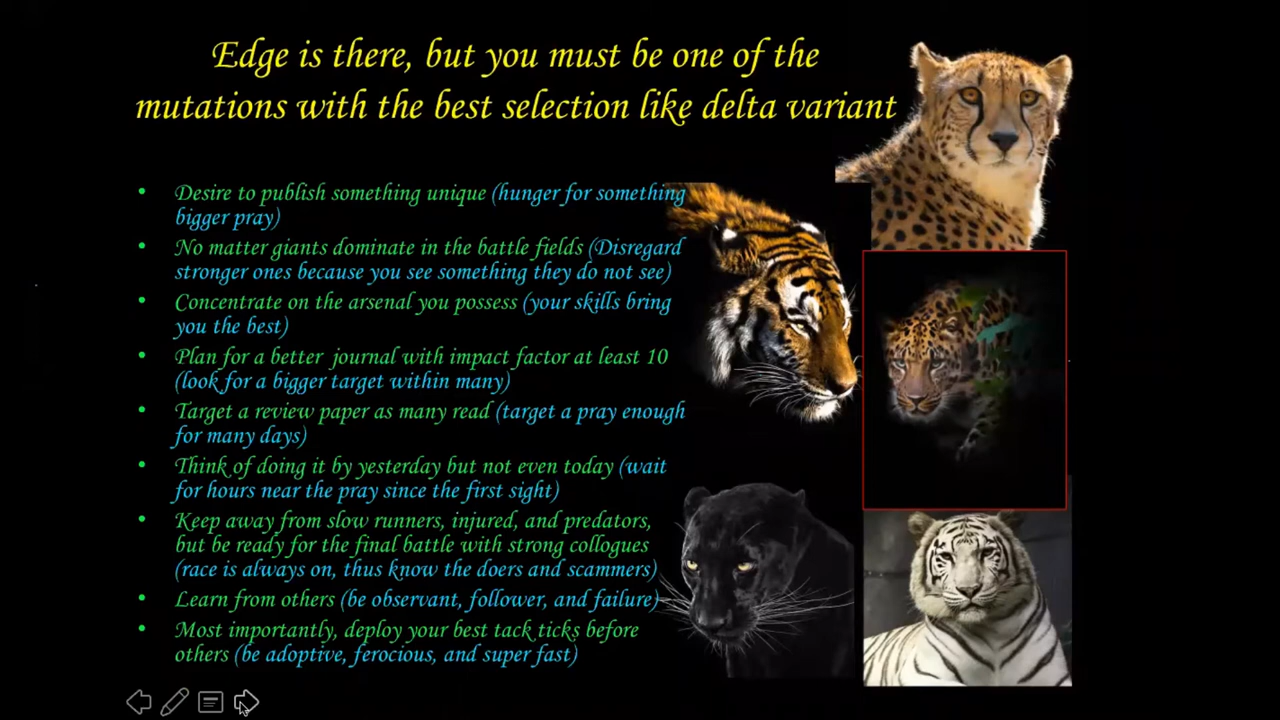 Edge is there, but you must be one of the
mutations with the best selection like delta variant
• Desire to publish something unique (hunger for something
bigger pray)
• No matter giants dominate in the battle fields (Disregard
stronger ones because you see something they do not see)
• Concentrate on the arsenal you possess (your skills bring
you the best)
• Plan for a better journal with impact factor at least 10
(look for a bigger target within many)
• Target a review paper as many read (target a pray enough
for many days)
• Think of doing it by yesterday but not even today (wait
for hours near the pray since the first sight)
• Keep away from slow runners, injured, and predators,
but be ready for the final battle with strong collogues
(race is always on, thus know the doers and scammers)
• Learn from others (be observant, follower, and failure)
• Most importantly, deploy your best tack ticks before
others (be adoptive, ferocious, and super fast)